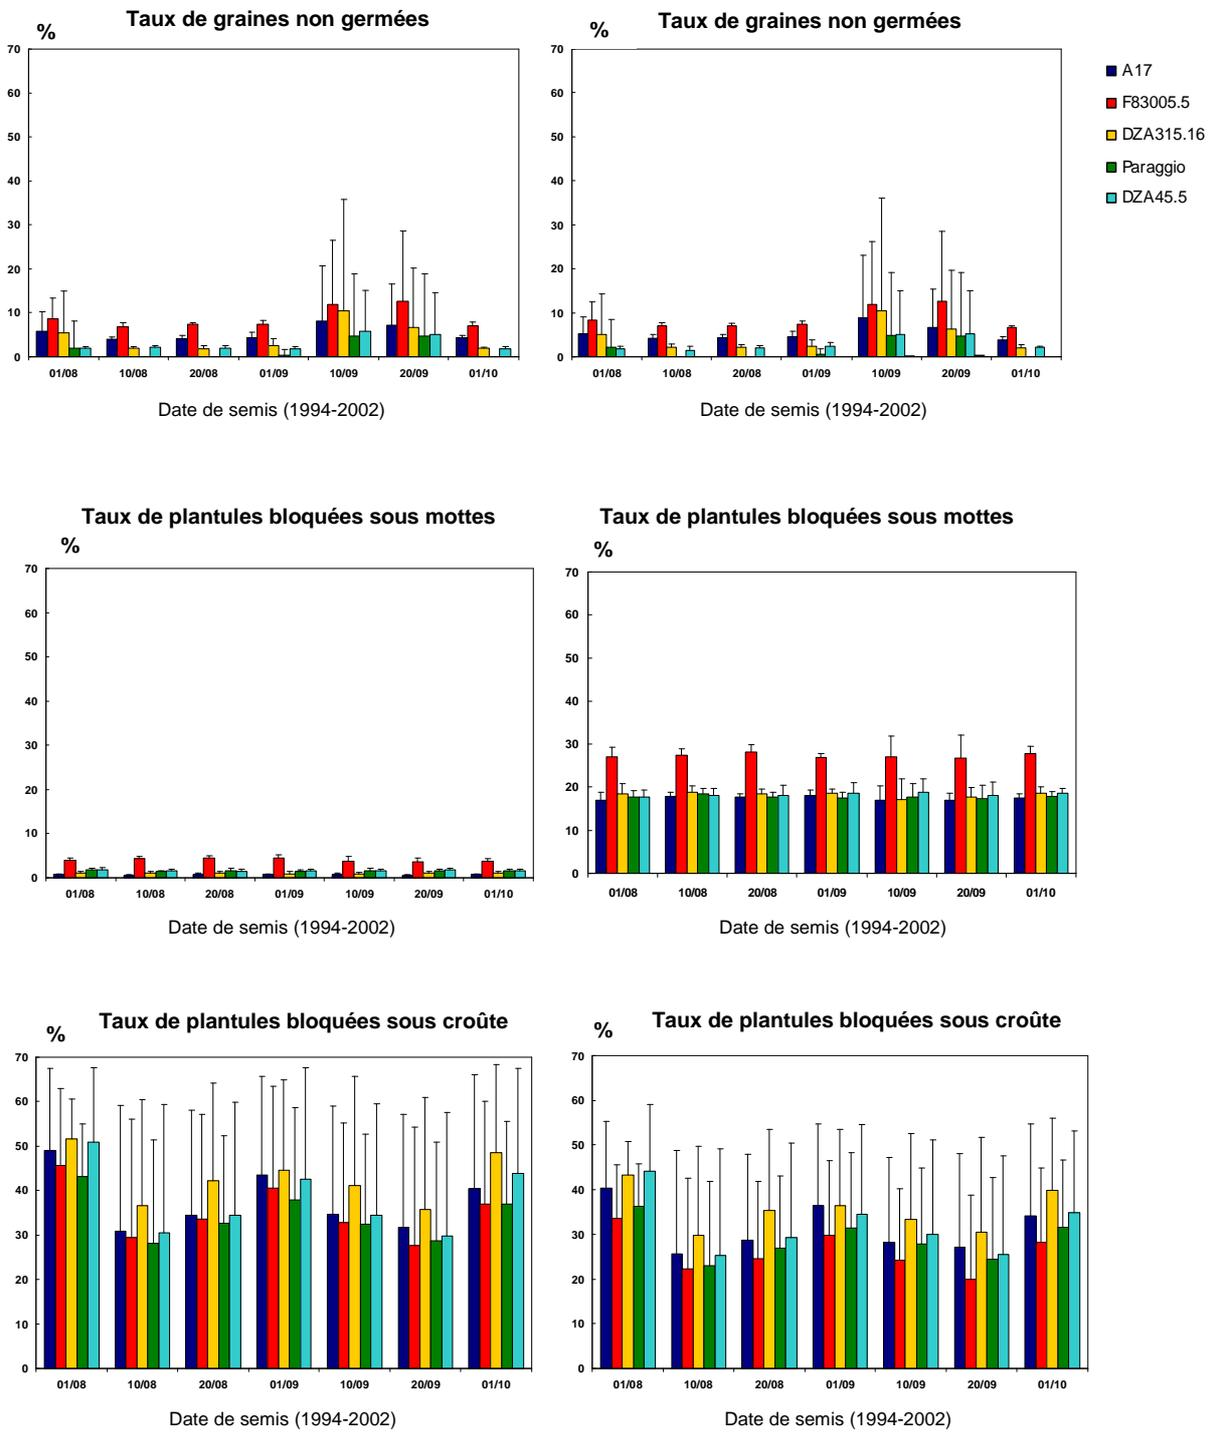 Taux de graines non germées
%
70
60
50
40
30
20
10
0
01/08 10/08 20/08 01/09 10/09 20/09 01/10
Date de semis (1994-2002)
Taux de graines non germées
%
70
60
50
40
30
20
10
0
01/08 10/08 20/08 01/09 10/09 20/09 01/10
Date de semis (1994-2002)
A17
F83005.5
DZA315.16
Paraggio
DZA45.5
Taux de plantules bloquées sous mottes
%
70
60
50
40
30
20
10
0
01/08 10/08 20/08 01/09 10/09 20/09 01/10
Date de semis (1994-2002)
Taux de plantules bloquées sous mottes
%
70
60
50
40
30
20
10
0
01/08 10/08 20/08 01/09 10/09 20/09 01/10
Date de semis (1994-2002)
Taux de plantules bloquées sous croûte
%
70
60
50
40
30
20
10
0
01/08 10/08 20/08 01/09 10/09 20/09 01/10
Date de semis (1994-2002)
Taux de plantules bloquées sous croûte
%
70
60
50
40
30
20
10
0
01/08 10/08 20/08 01/09 10/09 20/09 01/10
Date de semis (1994-2002)